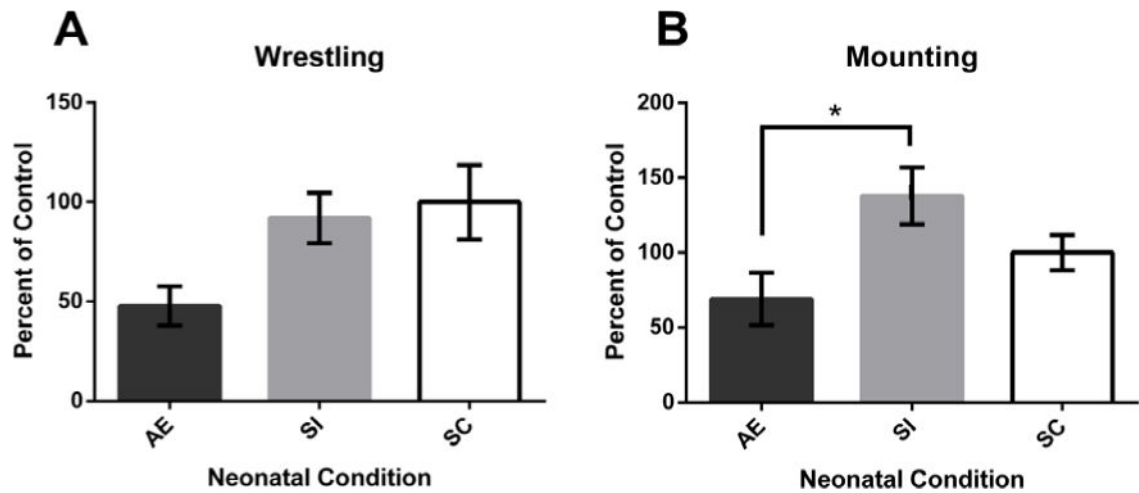 A
Wrestling
Percent of Control
150
100
50
0
AE
SI
SC
Neonatal Condition
B
Mounting
Percent of Control
200
150
100
50
0
*
AE
SI
SC
Neonatal Condition